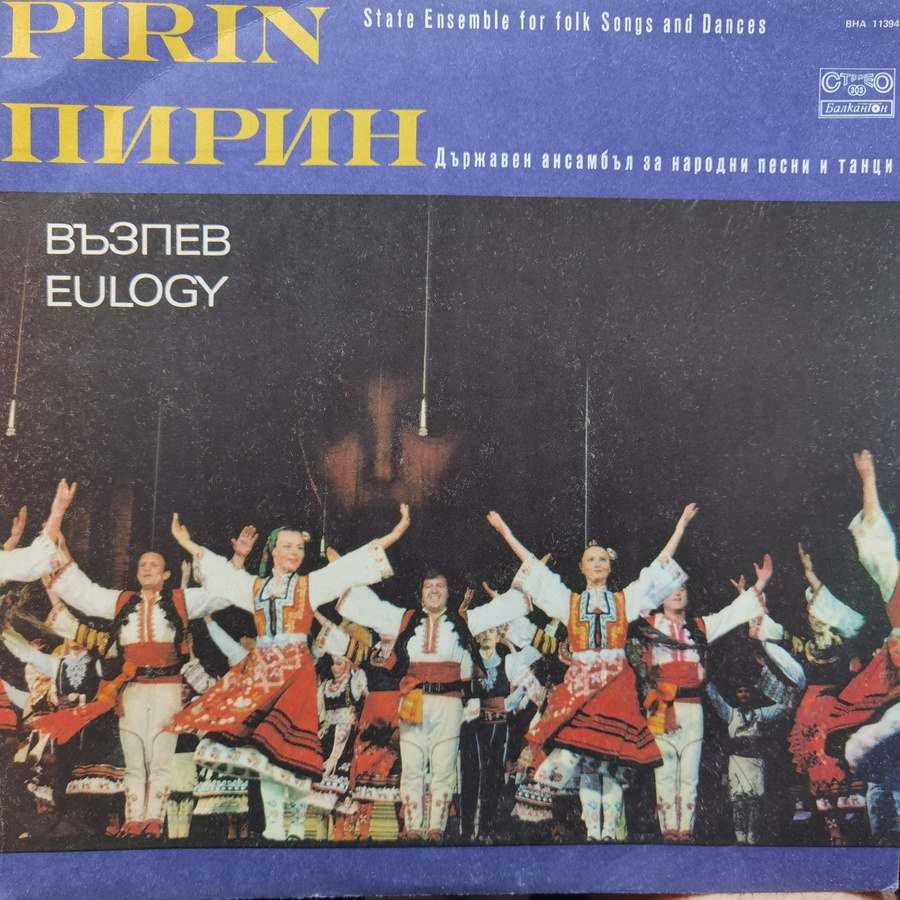 PIRIN
State Ensemble for folk Songs and Dances
ВНА 11394
СТЕРЕО
303
Балкантон
ПИРИН
Държавен ансамбъл за народни песни и танци
ВЪЗПЕВ
EULOGY